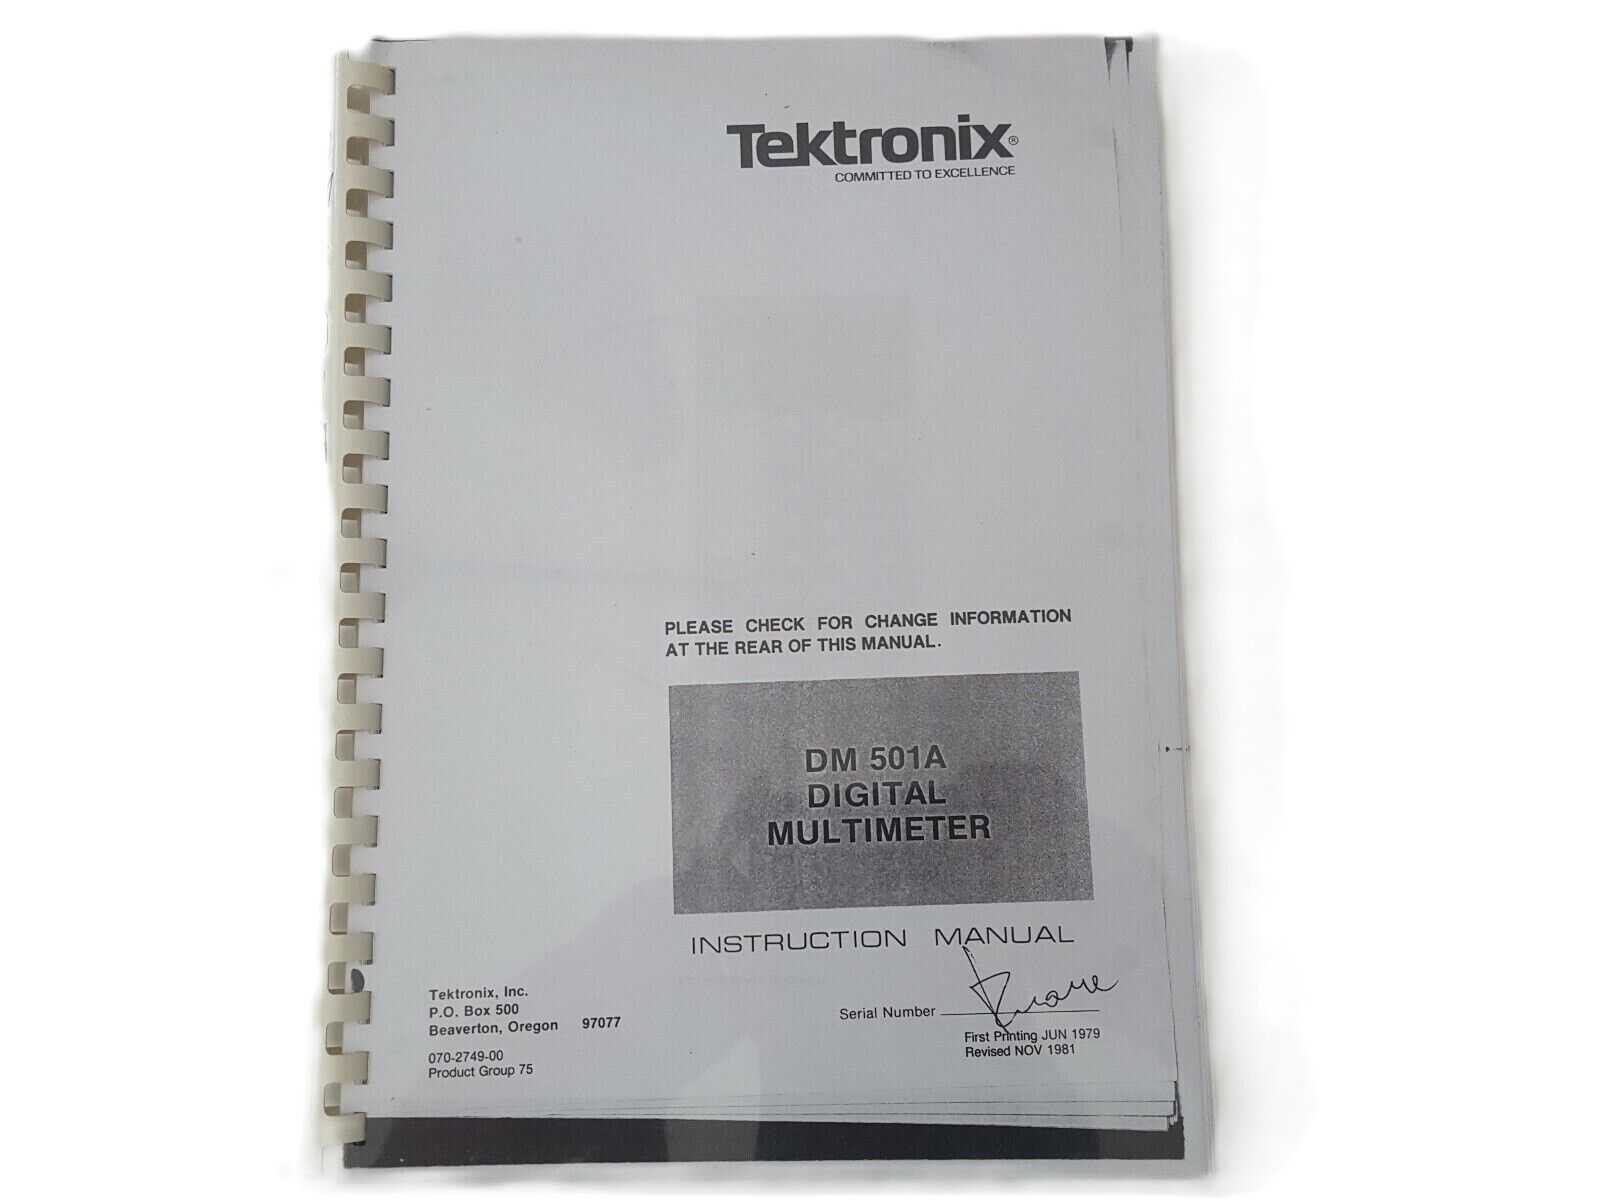 Tektronix®
COMMITTED TO EXCELLENCE
PLEASE CHECK FOR CHANGE INFORMATION
AT THE REAR OF THIS MANUAL.
DM 501A
DIGITAL
MULTIMETER
INSTRUCTION MANUAL
Tektronix, Inc.
P.O. Box 500
Beaverton, Oregon 97077
070-2749-00
Product Group 75
Serial Number
First Printing JUN 1979
Revised NOV 1981